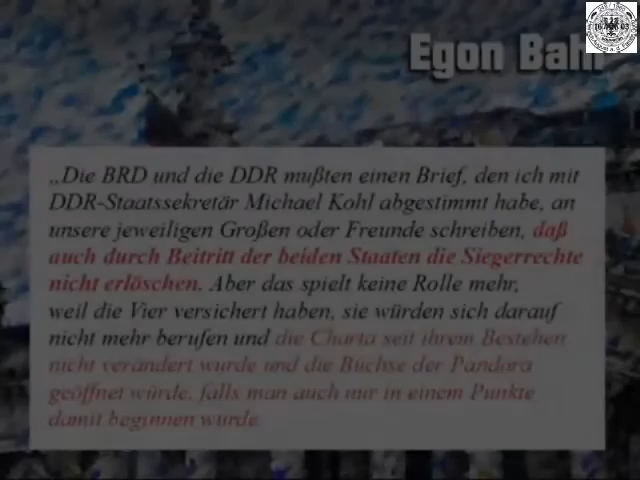 Egon Bahr
„Die BRD und die DDR mußten einen Brief, den ich mit
DDR-Staatssekretär Michael Kohl abgestimmt habe, an
unsere jeweiligen Großen oder Freunde schreiben, daß
auch durch Beitritt der beiden Staaten die Siegerrechte
nicht erlöschen. Aber das spielt keine Rolle mehr,
weil die Vier versichert haben, sie würden sich darauf
nicht mehr berufen und die Charta seit ihrem Bestehen
nicht verändert wurde und die Büchse der Pandora
geöffnet würde, falls man auch nur in einem Punkte
damit beginnen würde.